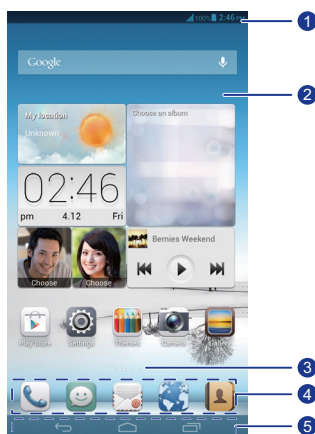 100% 2:46 PM
1
Google
2
My location
Unknown
Choose an album
02:46
pm 4.12 Fri
Bernies Weekend
Choose Choose
Play Store Settings Themes Camera Gallery
3
4
5